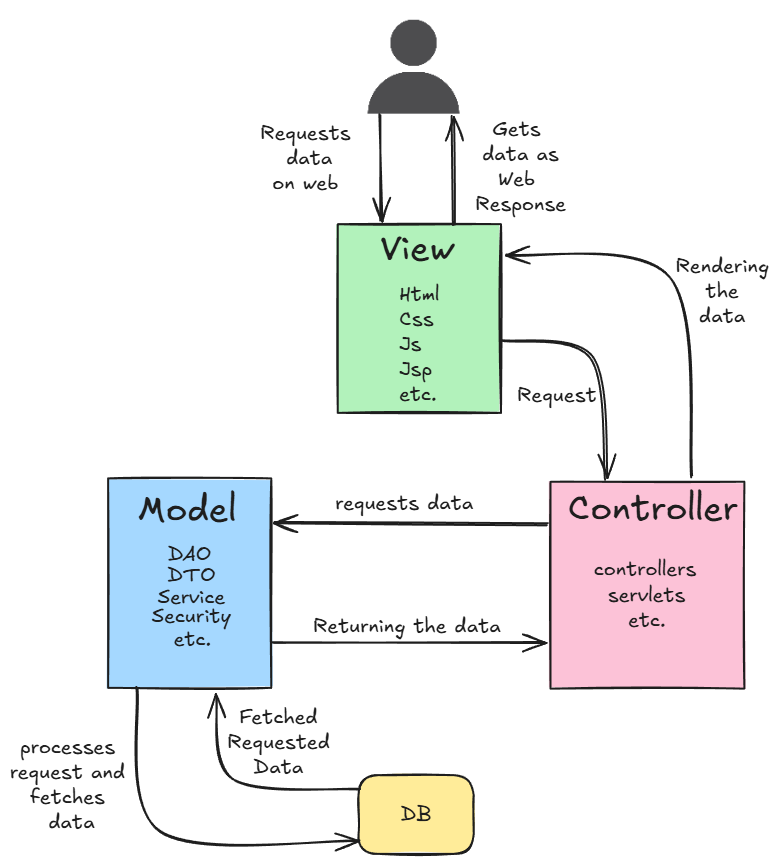 Requests
data
on web
Gets
data as
Web
Response
View
Html
Css
Js
Jsp
etc.
Rendering
the
data
Request
Model
DAO
DTO
Service
Security
etc.
requests data
Controller
controllers
servlets
etc.
Returning the data
processes
request and
fetches
data
Fetched
Requested
Data
DB